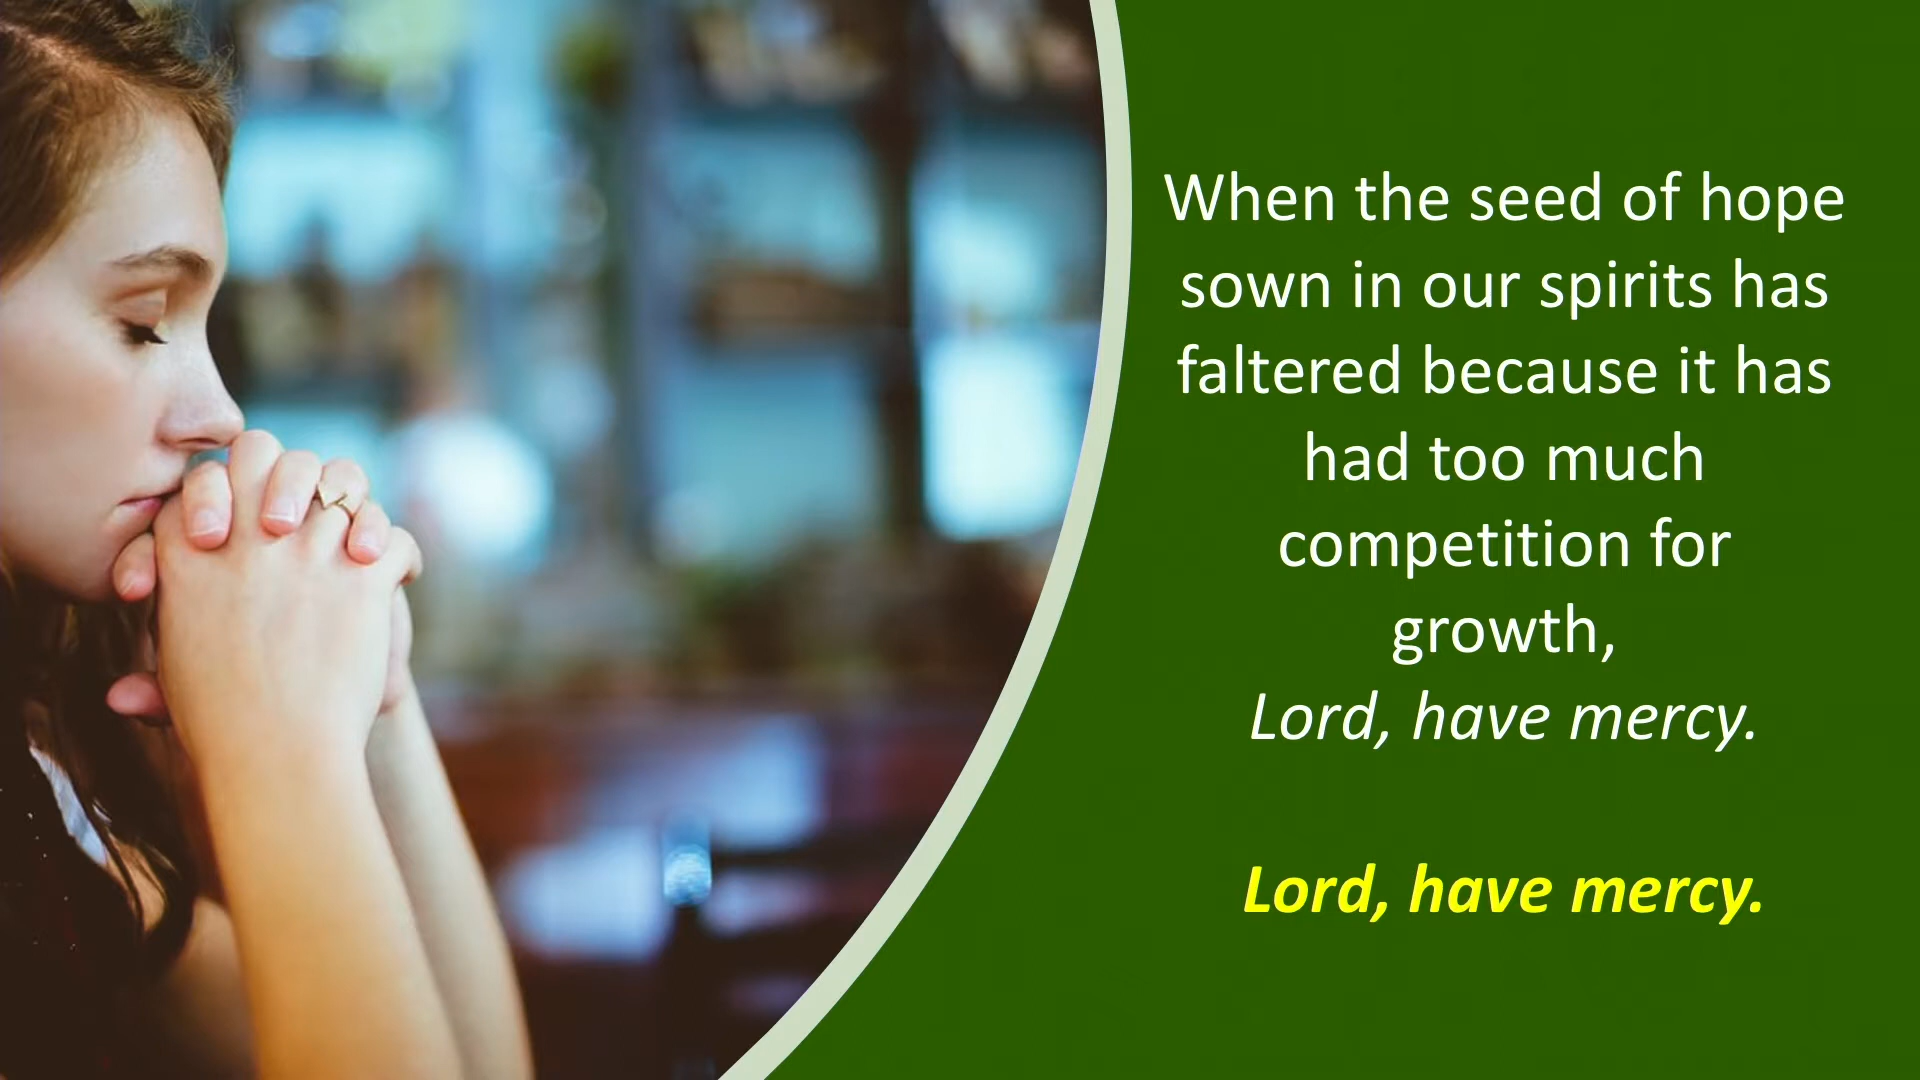 When the seed of hope
sown in our spirits has
faltered because it has
had too much
competition for
growth,
Lord, have mercy.
Lord, have mercy.